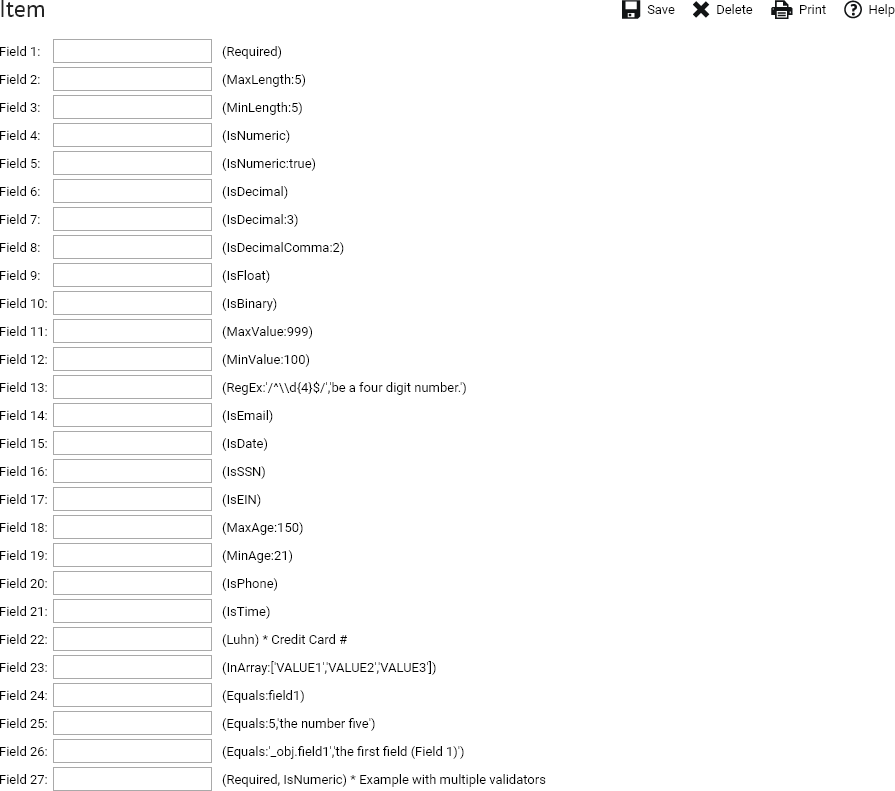 Item Save Delete Print Help
Field 1: (Required)
Field 2: (MaxLength:5)
Field 3: (MinLength:5)
Field 4: (IsNumeric)
Field 5: (IsNumeric:true)
Field 6: (IsDecimal)
Field 7: (IsDecimal:3)
Field 8: (IsDecimalComma:2)
Field 9: (IsFloat)
Field 10: (IsBinary)
Field 11: (MaxValue:999)
Field 12: (MinValue:100)
Field 13: (RegEx:'/^\\d{4}$/','be a four digit number.')
Field 14: (IsEmail)
Field 15: (IsDate)
Field 16: (IsSSN)
Field 17: (IsEIN)
Field 18: (MaxAge:150)
Field 19: (MinAge:21)
Field 20: (IsPhone)
Field 21: (IsTime)
Field 22: (Luhn) * Credit Card #
Field 23: (InArray:['VALUE1','VALUE2','VALUE3'])
Field 24: (Equals:field1)
Field 25: (Equals:5,'the number five')
Field 26: (Equals:'_obj.field1','the first field (Field 1)')
Field 27: (Required, IsNumeric) * Example with multiple validators